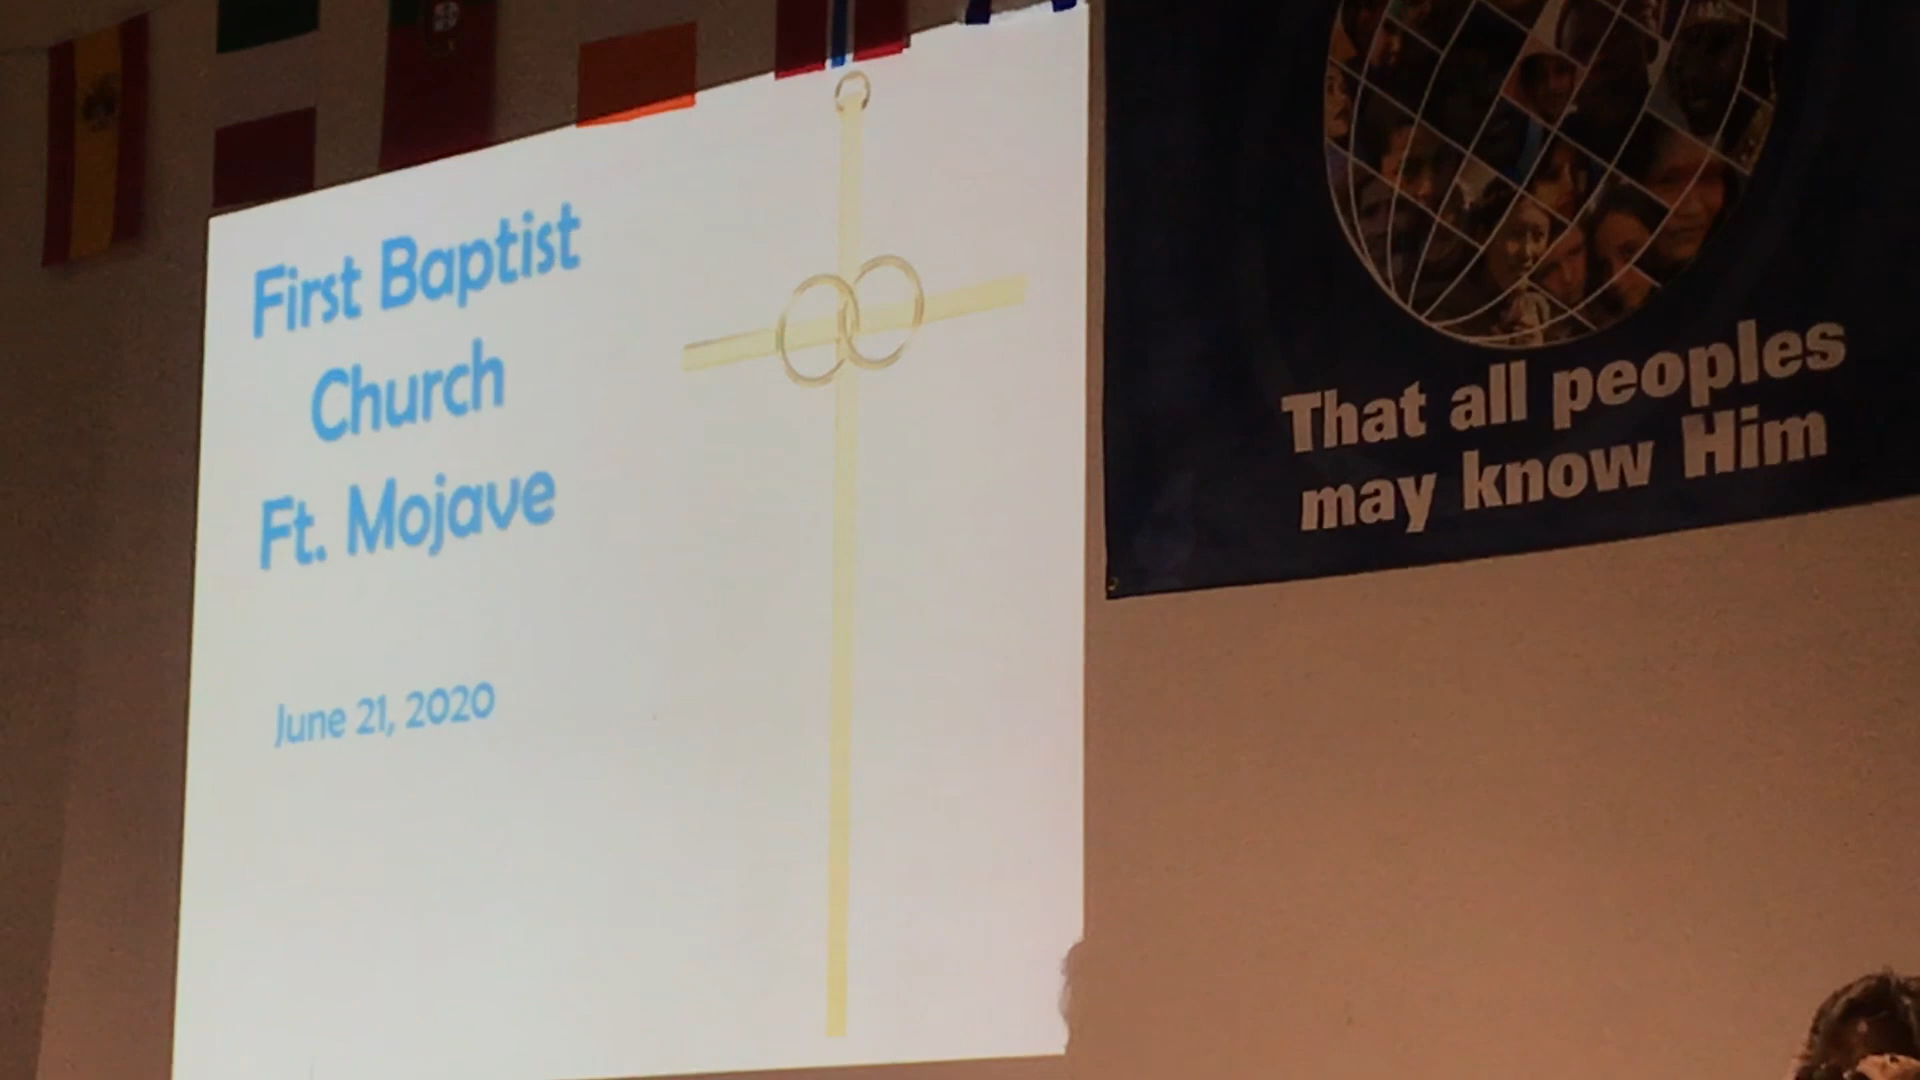 First Baptist
Church
Ft. Mojave
June 21, 2020
That all peoples
may know Him